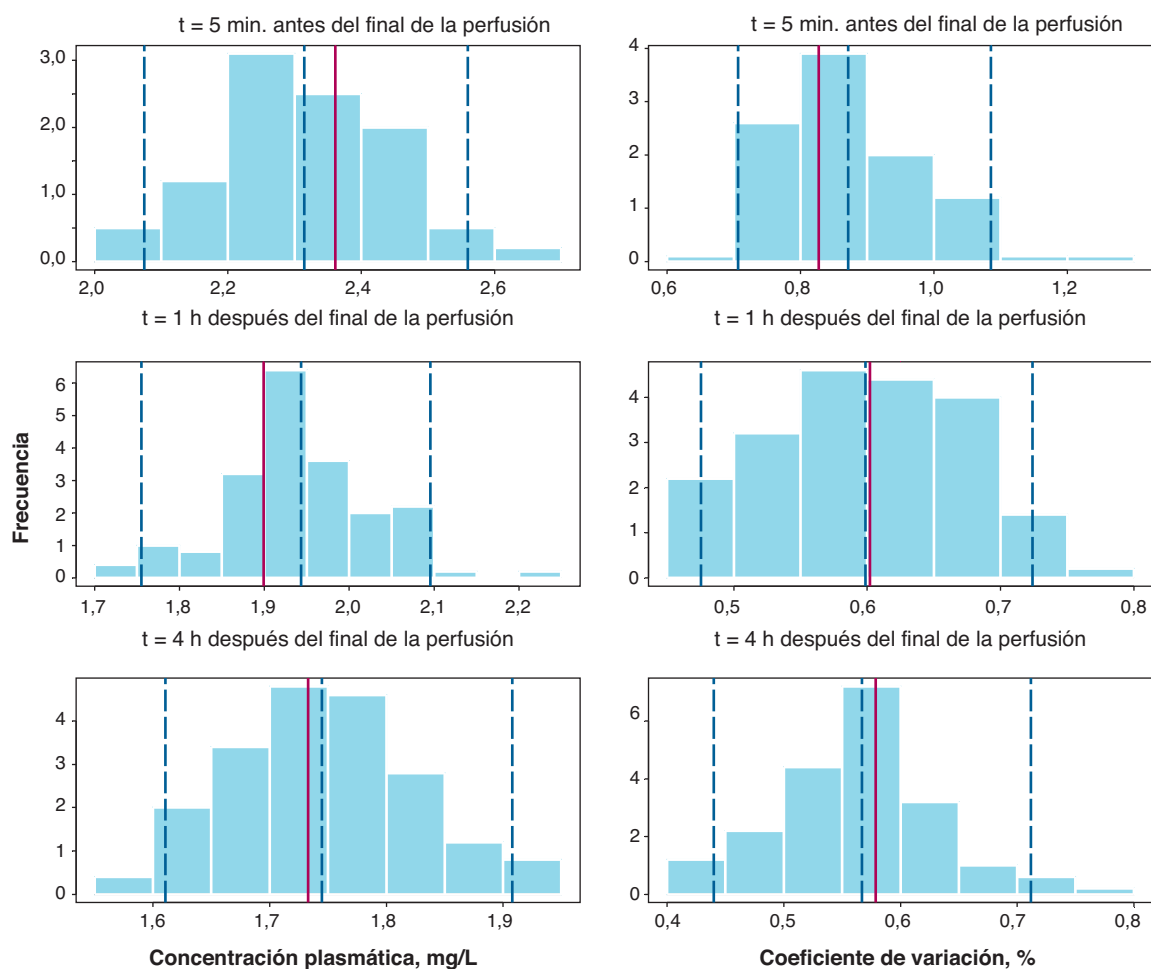 t = 5 min. antes del final de la perfusión
t = 5 min. antes del final de la perfusión
3,0
2,0
1,0
0,0
2,0 2,2 2,4 2,6
4
3
2
1
0
0,6 0,8 1,0 1,2
t = 1 h después del final de la perfusión
t = 1 h después del final de la perfusión
Frecuencia
6
5
4
3
2
1
0
1,7 1,8 1,9 2,0 2,1 2,2
4
3
2
1
0
0,5 0,6 0,7 0,8
t = 4 h después del final de la perfusión
t = 4 h después del final de la perfusión
4
3
2
1
0
1,6 1,7 1,8 1,9
6
4
2
0
0,4 0,5 0,6 0,7 0,8
Concentración plasmática, mg/L
Coeficiente de variación, %